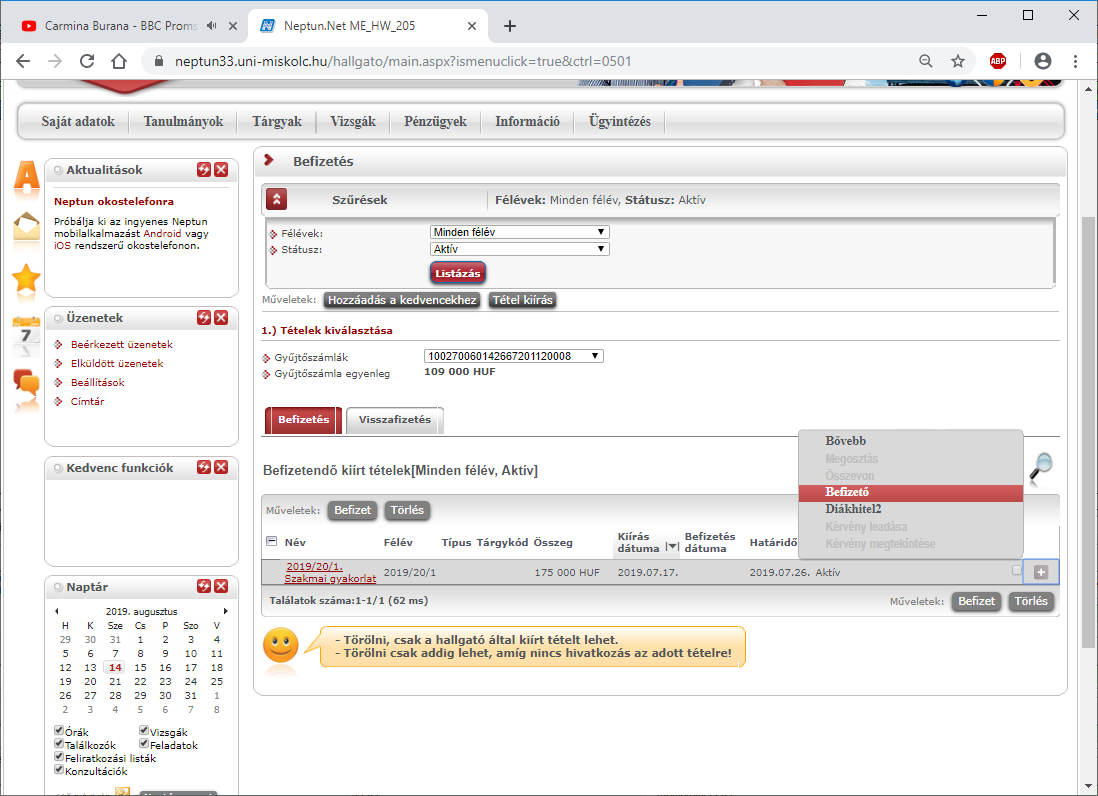 Carmina Burana - BBC Proms
Neptun.Net ME_HW_205
neptun33.uni-miskolc.hu/hallgato/main.aspx?ismenuclick=true&ctrl=0501
ABP
Saját adatok
Tanulmányok
Tárgyak
Vizsgák
Pénzügyek
Információ
Ügyintézés
Aktualitások
Neptun okostelefonra
Próbálja ki az ingyenes Neptun
mobilalkalmazást Android vagy
iOS rendszerű okostelefonon.
Üzenetek
Beérkezett üzenetek
Elküldött üzenetek
Beállítások
Címtár
Kedvenc funkciók
Naptár
2019. augusztus
H K Sze Cs P Szo V
29 30 31 1 2 3 4
5 6 7 8 9 10 11
12 13 14 15 16 17 18
19 20 21 22 23 24 25
26 27 28 29 30 31 1
2 3 4 5 6 7 8
Órák Vizsgák
Találkozók Feladatok
Feliratkozási listák
Konzultációk
Befizetés
Szűrések Félévek: Minden félév, Státusz: Aktív
Félévek: Minden félév
Státusz: Aktív
Listázás
Műveletek: Hozzáadás a kedvencekhez Tétel kiírás
1.) Tételek kiválasztása
Gyűjtőszámlák 100270060142667201120008
Gyűjtőszámla egyenleg 109 000 HUF
Befizetés Visszafizetés
Befizetendő kiírt tételek[Minden félév, Aktív]
Bővebb
Megosztás
Összevon
Befizető
Diákhitel2
Kérvény leadása
Kérvény megtekintése
Műveletek: Befizet Törlés
Név Félév Típus Tárgykód Összeg Kiírás dátuma Befizetés dátuma Határidő
2019/20/1. Szakmai gyakorlat 2019/20/1 175 000 HUF 2019.07.17. 2019.07.26. Aktív
Találatok száma:1-1/1 (62 ms) Műveletek: Befizet Törlés
- Törölni, csak a hallgató által kiírt tételt lehet.
- Törölni csak addig lehet, amíg nincs hivatkozás az adott tételre!